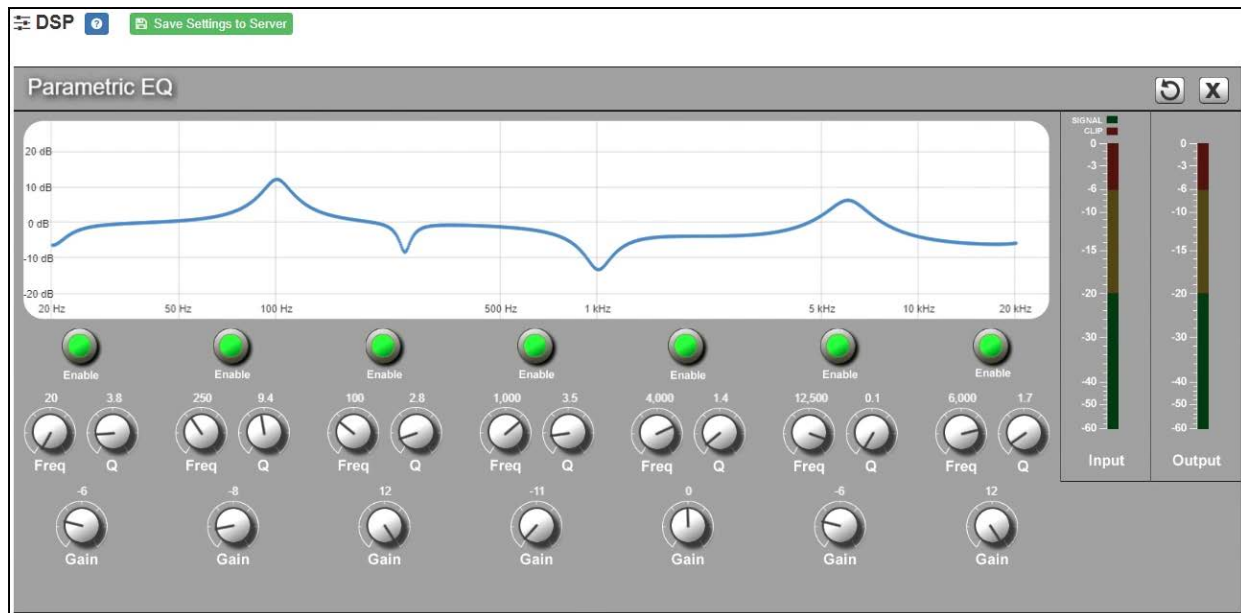 DSP ? Save Settings to Server
Parametric EQ X
SIGNAL
CLIP
20 dB
10 dB
0 dB
-10 dB
-20 dB
20 Hz 50 Hz 100 Hz 500 Hz 1 kHz 5 kHz 10 kHz 20 kHz
0 0
-3 -3
-6 -6
-10 -10
-15 -15
-20 -20
-30 -30
-40 -40
-50 -50
-60 -60
Input Output
Enable Enable Enable Enable Enable Enable Enable
20 3.8 250 9.4 100 2.8 1,000 3.5 4,000 1.4 12,500 0.1 6,000 1.7
Freq Q Freq Q Freq Q Freq Q Freq Q Freq Q Freq Q
-6 -8 12 -11 0 -6 12
Gain Gain Gain Gain Gain Gain Gain